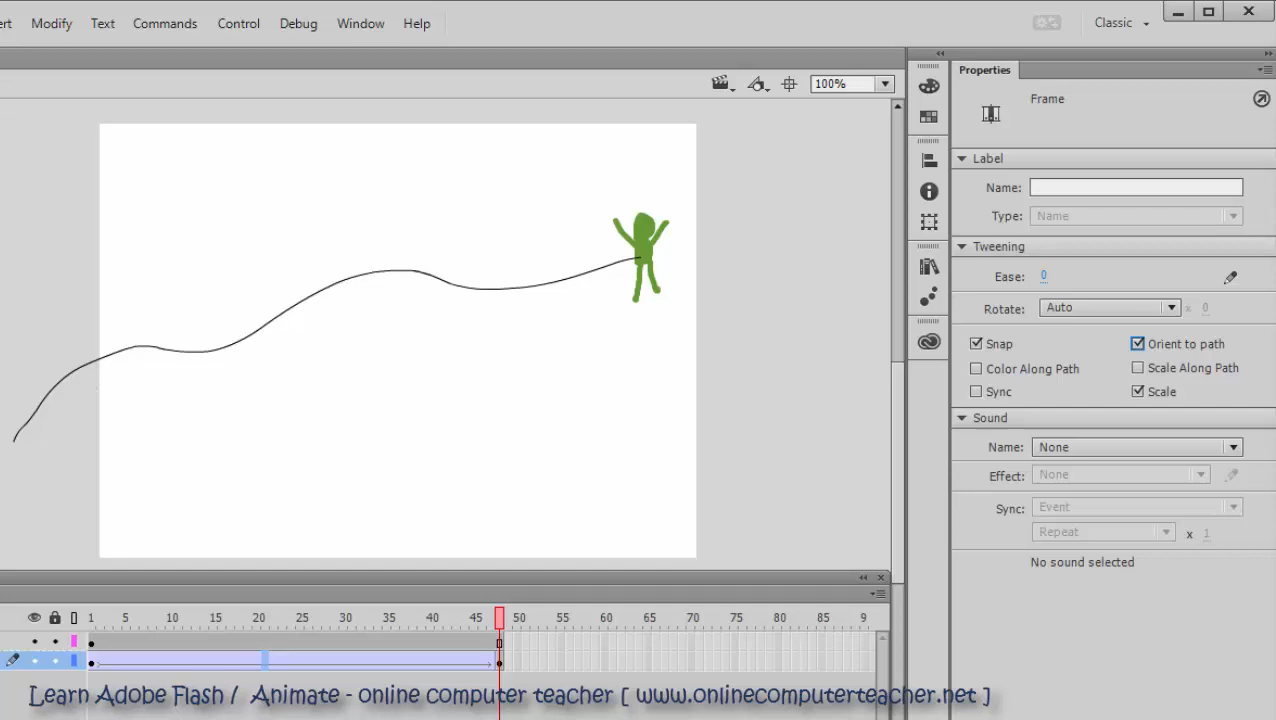 ert Modify Text Commands Control Debug Window Help Classic
Properties
100%
Frame
Label
Name:
Type: Name
Tweening
Ease: 0
Rotate: Auto x 0
Snap Orient to path
Color Along Path Scale Along Path
Sync Scale
Sound
Name: None
Effect: None
Sync: Event
Repeat x 1
No sound selected
1 5 10 15 20 25 30 35 40 45 50 55 60 65 70 75 80 85 9
Learn Adobe Flash / Animate - online computer teacher [ www.onlinecomputerteacher.net ]